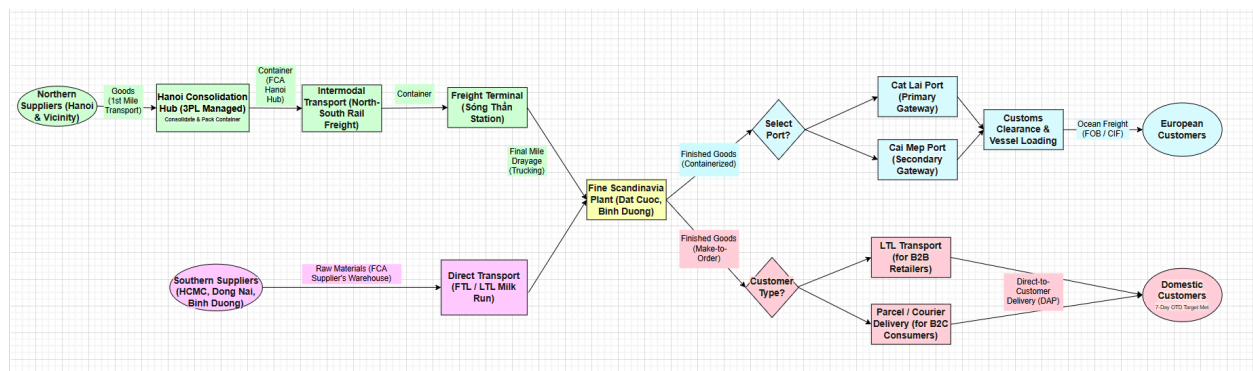 Northern
Suppliers (Hanoi
& Vicinity)
Goods
(1st Mile
Transport)
Hanoi Consolidation
Hub (3PL Managed)
Consolidate & Pack Container
Container
(FCA
Hanoi
Hub)
Intermodal
Transport (North-
South Rail
Freight)
Container
Freight Terminal
(Sóng Thần
Station)
Final Mile
Drayage
(Trucking)
Southern Suppliers
(HCMC, Dong Nai,
Binh Duong)
Raw Materials (FCA
Supplier's Warehouse)
Direct Transport
(FTL / LTL Milk
Run)
Fine Scandinavia
Plant (Dat Cuoc,
Binh Duong)
Finished Goods
(Containerized)
Select
Port?
Cat Lai Port
(Primary
Gateway)
Cai Mep Port
(Secondary
Gateway)
Customs
Clearance &
Vessel Loading
Ocean Freight
(FOB / CIF)
European
Customers
Finished Goods
(Make-to-
Order)
Customer
Type?
LTL Transport
(for B2B
Retailers)
Parcel / Courier
Delivery (for B2C
Consumers)
Direct-to-
Customer
Delivery (DAP)
Domestic
Customers
7-Day OTD Target Met